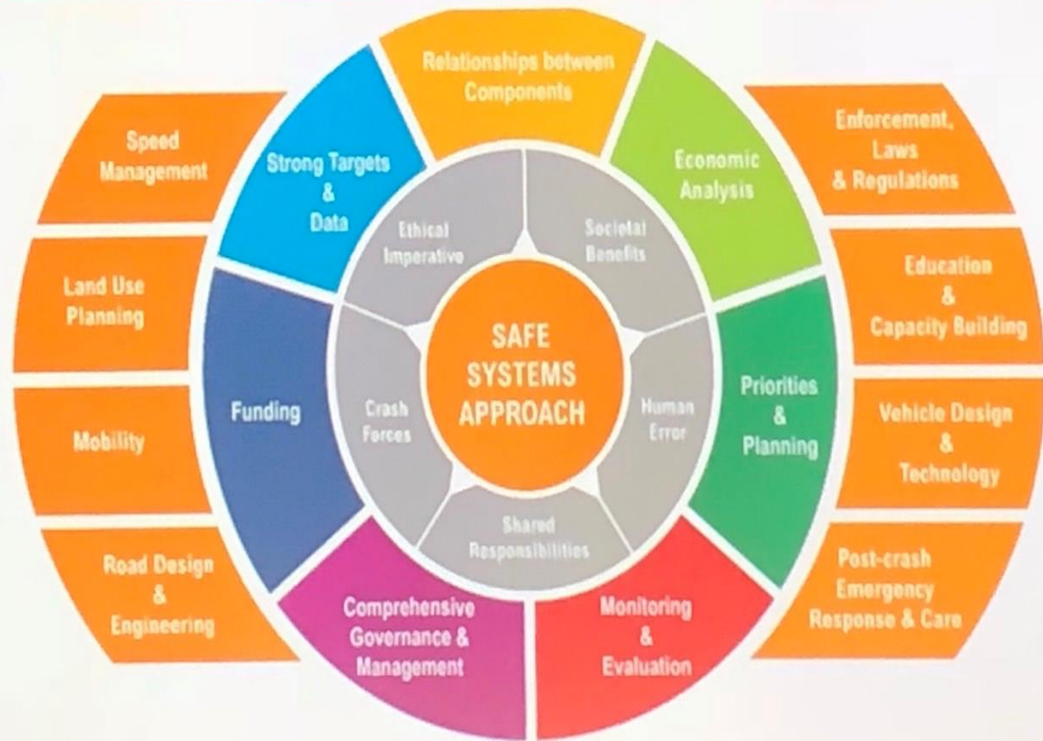 Relationships between
Components
Strong Targets
&
Data
Economic
Analysis
Funding
Priorities
&
Planning
Comprehensive
Governance &
Management
Monitoring
&
Evaluation
Ethical
Imperative
Societal
Benefits
Crash
Forces
Human
Error
Shared
Responsibilities
SAFE
SYSTEMS
APPROACH
Speed
Management
Land Use
Planning
Mobility
Road Design
&
Engineering
Enforcement,
Laws
& Regulations
Education
&
Capacity Building
Vehicle Design
&
Technology
Post-crash
Emergency
Response & Care